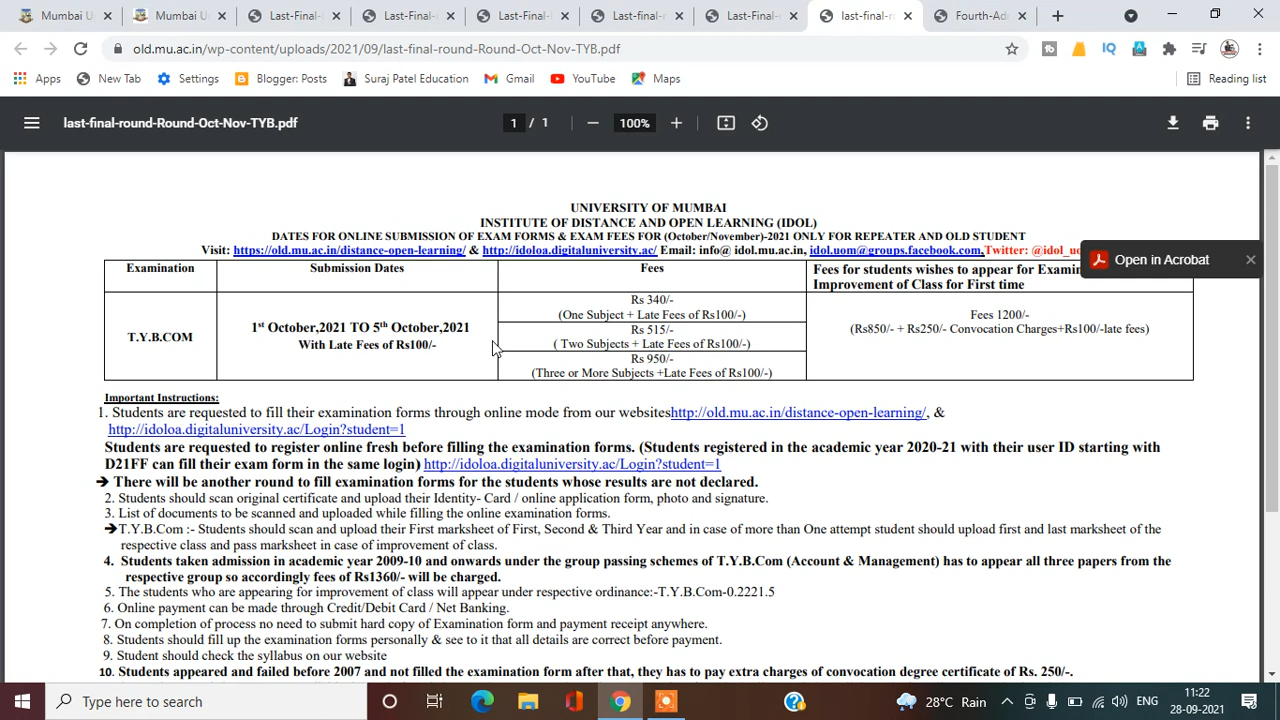 Mumbai U
Mumbai U
Last-Final-
Last-Final-r
Last-Final-l
Last-final-r
Last-Final-
last-final-ro
Fourth-Adr
old.mu.ac.in/wp-content/uploads/2021/09/last-final-round-Round-Oct-Nov-TYB.pdf
IQ
Apps New Tab Settings Blogger: Posts Suraj Patel Education Gmail YouTube Maps Reading list
last-final-round-Round-Oct-Nov-TYB.pdf 1 / 1 100%
UNIVERSITY OF MUMBAI
INSTITUTE OF DISTANCE AND OPEN LEARNING (IDOL)
DATES FOR ONLINE SUBMISSION OF EXAM FORMS & EXAM FEES FOR (October/November)-2021 ONLY FOR REPEATER AND OLD STUDENT
Visit: https://old.mu.ac.in/distance-open-learning/ & http://idoloa.digitaluniversity.ac/ Email: info@ idol.mu.ac.in, idol.uom@groups.facebook.com,Twitter: @idol_uo
Open in Acrobat
Examination Submission Dates Fees Fees for students wishes to appear for Exami
Improvement of Class for First time
T.Y.B.COM
1st October,2021 TO 5th October,2021
With Late Fees of Rs100/-
Rs 340/-
(One Subject + Late Fees of Rs100/-)
Rs 515/-
( Two Subjects + Late Fees of Rs100/-)
Rs 950/-
(Three or More Subjects +Late Fees of Rs100/-)
Fees 1200/-
(Rs850/- + Rs250/- Convocation Charges+Rs100/-late fees)
Important Instructions:
1. Students are requested to fill their examination forms through online mode from our websiteshttp://old.mu.ac.in/distance-open-learning/, &
http://idoloa.digitaluniversity.ac/Login?student=1
Students are requested to register online fresh before filling the examination forms. (Students registered in the academic year 2020-21 with their user ID starting with
D21FF can fill their exam form in the same login) http://idoloa.digitaluniversity.ac/Login?student=1
➔ There will be another round to fill examination forms for the students whose results are not declared.
2. Students should scan original certificate and upload their Identity- Card / online application form, photo and signature.
3. List of documents to be scanned and uploaded while filling the online examination forms.
➔T.Y.B.Com :- Students should scan and upload their First marksheet of First, Second & Third Year and in case of more than One attempt student should upload first and last marksheet of the
respective class and pass marksheet in case of improvement of class.
4. Students taken admission in academic year 2009-10 and onwards under the group passing schemes of T.Y.B.Com (Account & Management) has to appear all three papers from the
respective group so accordingly fees of Rs1360/- will be charged.
5. The students who are appearing for improvement of class will appear under respective ordinance:-T.Y.B.Com-0.2221.5
6. Online payment can be made through Credit/Debit Card / Net Banking.
7. On completion of process no need to submit hard copy of Examination form and payment receipt anywhere.
8. Students should fill up the examination forms personally & see to it that all details are correct before payment.
9. Student should check the syllabus on our website
10. Students appeared and failed before 2007 and not filled the examination form after that, they has to pay extra charges of convocation degree certificate of Rs. 250/-.
Type here to search
28°C Rain
ENG
11:22
28-09-2021